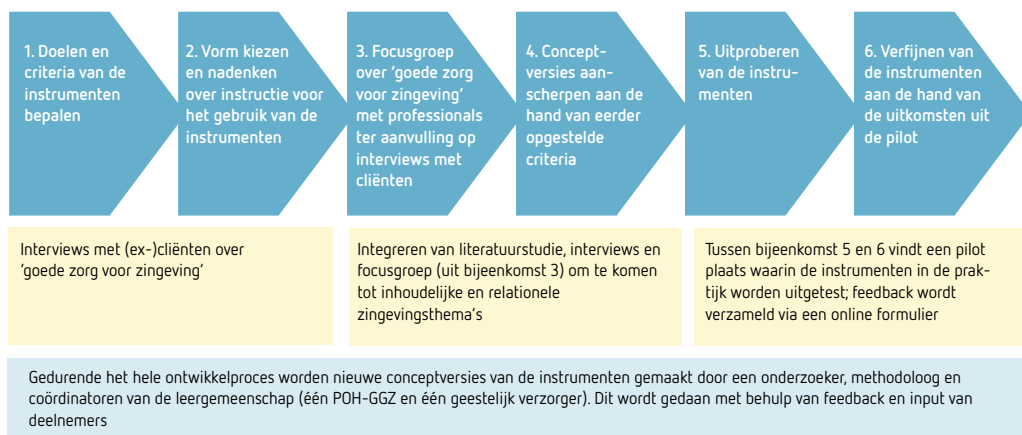 1. Doelen en
criteria van de
instrumenten
bepalen
2. Vorm kiezen
en nadenken
over instructie voor
het gebruik van de
instrumenten
3. Focusgroep
over ‘goede zorg
voor zingeving’
met professionals
ter aanvulling op
interviews met
cliënten
4. Concept-
versies aan-
scherpen aan de
hand van eerder
opgestelde
criteria
5. Uitproberen
van de instru-
menten
6. Verfijnen van
de instrumenten
aan de hand van
de uitkomsten uit
de pilot
Interviews met (ex-)cliënten over
‘goede zorg voor zingeving’
Integreren van literatuurstudie, interviews en
focusgroep (uit bijeenkomst 3) om te komen
tot inhoudelijke en relationele
zingevingsthema’s
Tussen bijeenkomst 5 en 6 vindt een pilot
plaats waarin de instrumenten in de prak-
tijk worden uitgetest; feedback wordt
verzameld via een online formulier
Gedurende het hele ontwikkelproces worden nieuwe conceptversies van de instrumenten gemaakt door een onderzoeker, methodoloog en
coördinatoren van de leergemeenschap (één POH-GGZ en één geestelijk verzorger). Dit wordt gedaan met behulp van feedback en input van
deelnemers